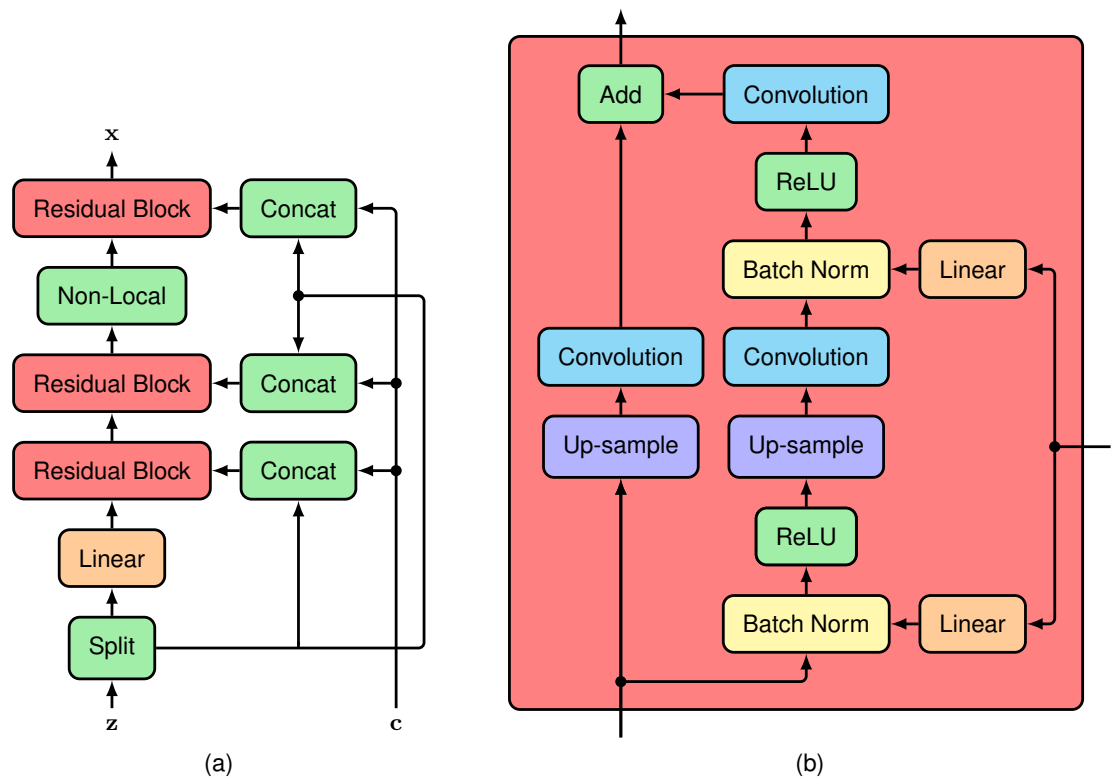 x
Residual Block
Concat
Non-Local
Residual Block
Concat
Residual Block
Concat
Linear
Split
z
c
(a)
Add
Convolution
ReLU
Batch Norm
Linear
Convolution
Convolution
Up-sample
Up-sample
ReLU
Batch Norm
Linear
(b)